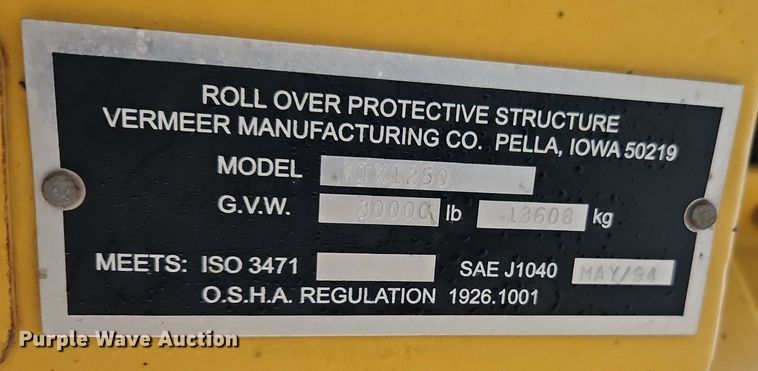 ROLL OVER PROTECTIVE STRUCTURE
VERMEER MANUFACTURING CO. PELLA, IOWA 50219
MODEL RTX1250
G.V.W. 30000 lb 13608 kg
MEETS: ISO 3471 SAE J1040 MAY/94
O.S.H.A. REGULATION 1926.1001
Purple Wave Auction